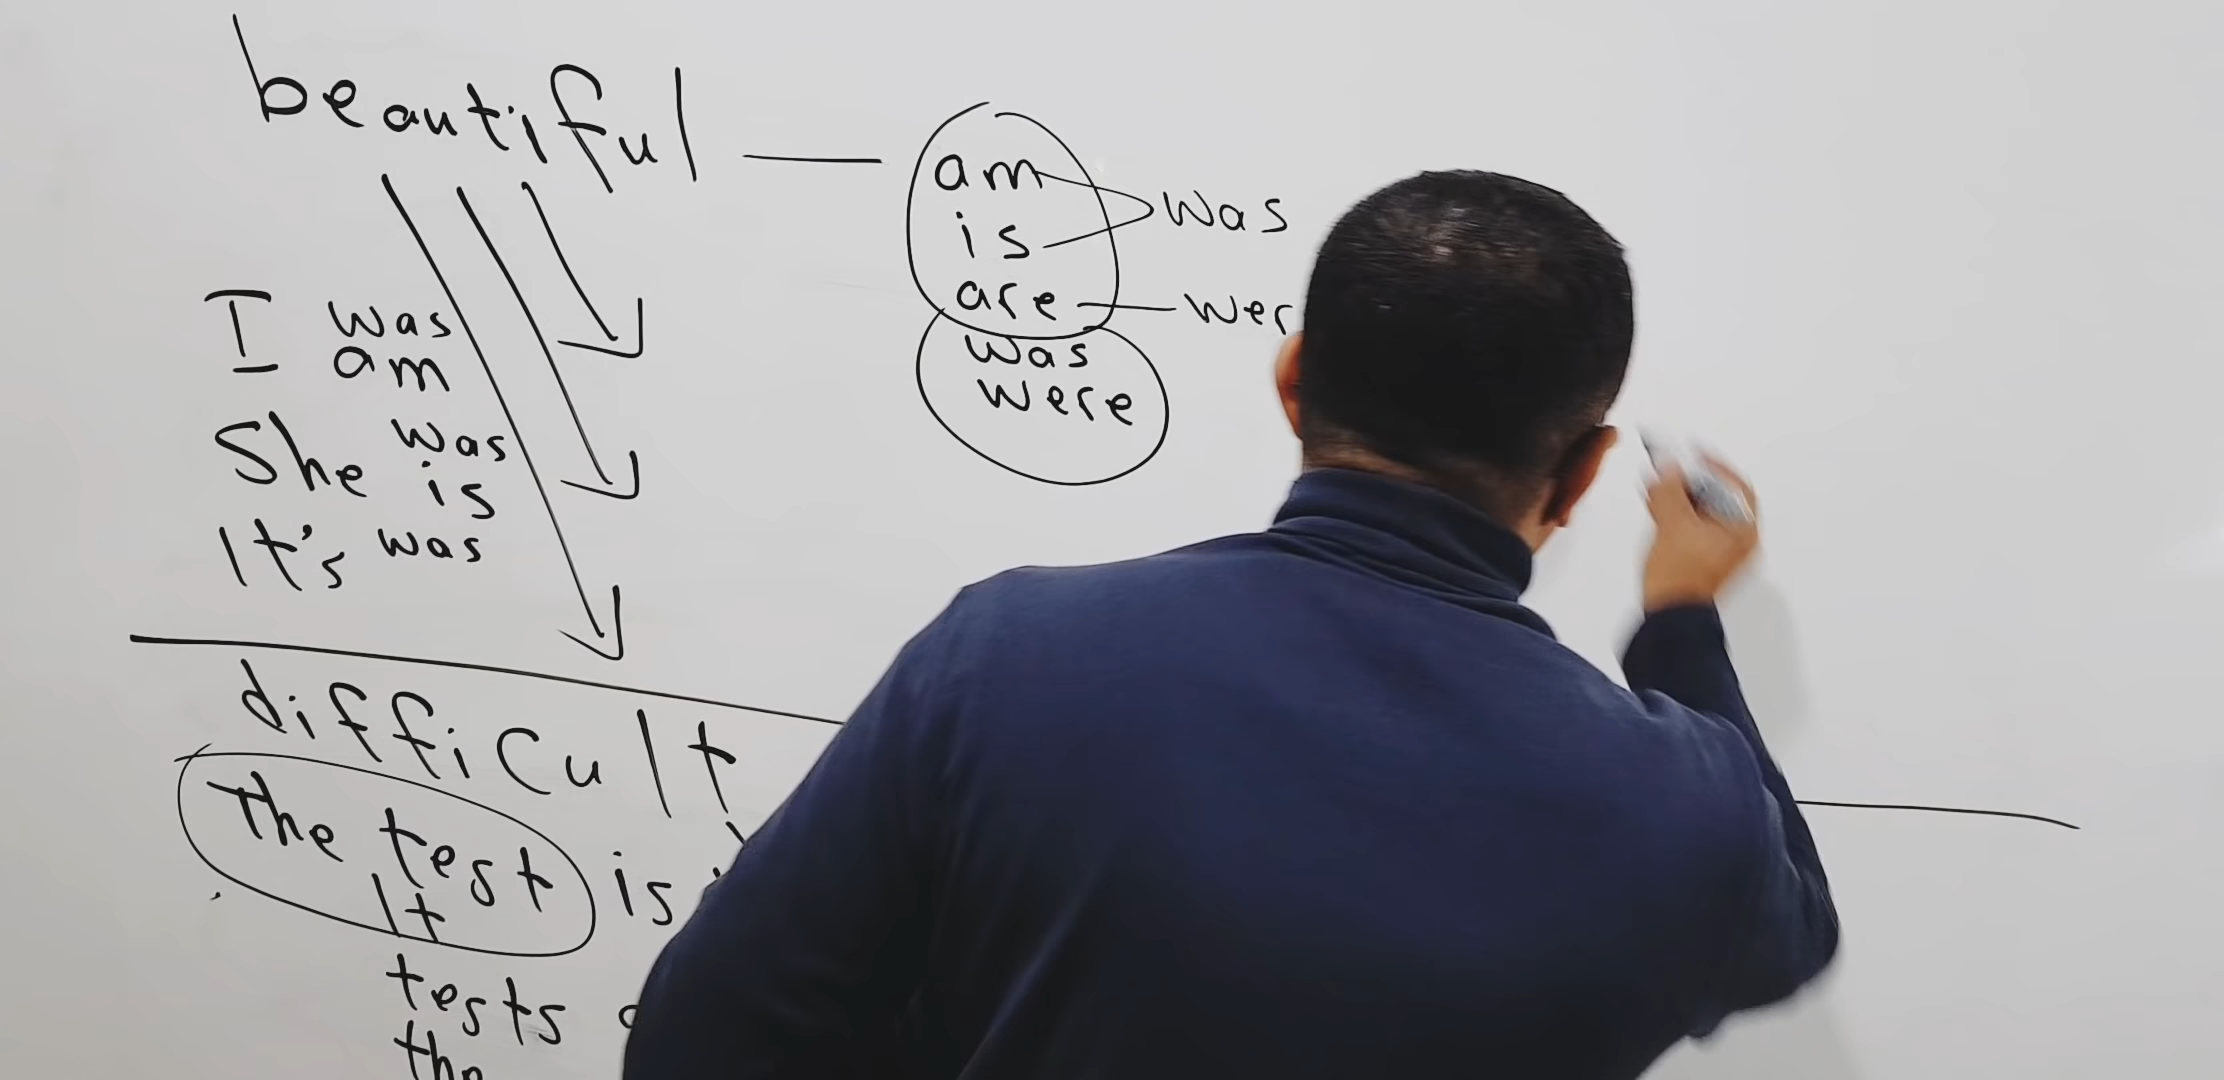 beautiful
am
is
are
was
were
was
wer
I was
am
She was
is
It's was
difficult
The test is
It
tests
the